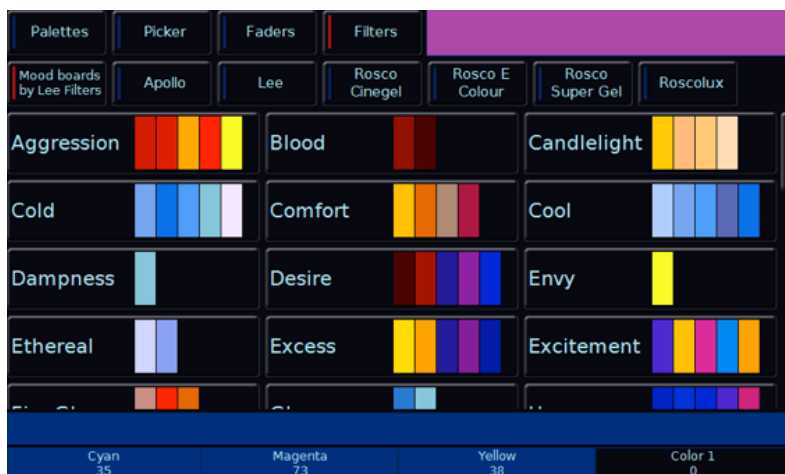 Palettes
Picker
Faders
Filters
Mood boards
by Lee Filters
Apollo
Lee
Rosco
Cinegel
Rosco E
Colour
Rosco
Super Gel
Roscolux
Aggression
Blood
Candlelight
Cold
Comfort
Cool
Dampness
Desire
Envy
Ethereal
Excess
Excitement
Cyan
35
Magenta
73
Yellow
38
Color 1
0